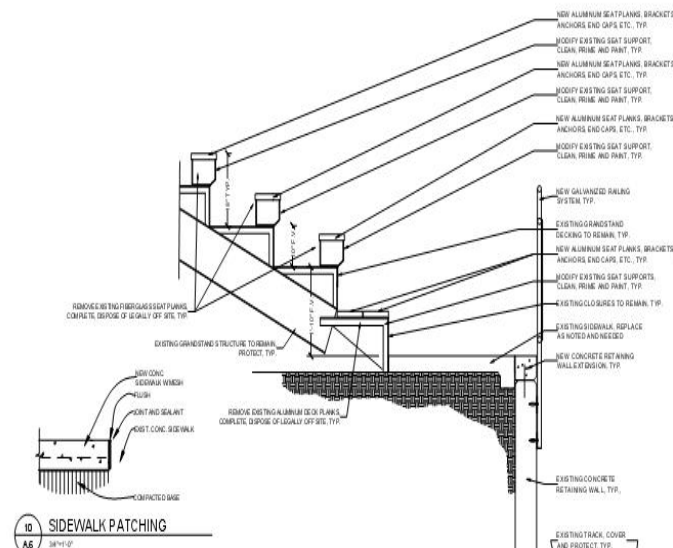 NEW ALUMINUM SEAT PLANKS, BRACKETS
ANCHORS, END CAPS, ETC., TYP.
MODIFY EXISTING SEAT SUPPORT,
CLEAN, PRIME AND PAINT, TYP.
NEW ALUMINUM SEAT PLANKS, BRACKETS
ANCHORS, END CAPS, ETC., TYP.
MODIFY EXISTING SEAT SUPPORT,
CLEAN, PRIME AND PAINT, TYP.
NEW ALUMINUM SEAT PLANKS, BRACKETS
ANCHORS, END CAPS, ETC., TYP.
MODIFY EXISTING SEAT SUPPORT,
CLEAN, PRIME AND PAINT, TYP.
NEW GALVANIZED RAILING
SYSTEM, TYP.
EXISTING GRANDSTAND
DECKING TO REMAIN, TYP.
NEW ALUMINUM SEAT PLANKS, BRACKETS
ANCHORS, END CAPS, ETC., TYP.
MODIFY EXISTING SEAT SUPPORTS,
CLEAN, PRIME AND PAINT, TYP.
EXISTING CLOSURES TO REMAIN, TYP.
EXISTING SIDEWALK, REPLACE
AS NOTED AND NEEDED
NEW CONCRETE RETAINING
WALL EXTENSION, TYP.
REMOVE EXISTING FIBERGLASS SEAT PLANKS,
COMPLETE, DISPOSE OF LEGALLY OFF SITE, TYP.
EXISTING GRANDSTAND STRUCTURE TO REMAIN,
PROTECT, TYP.
REMOVE EXISTING ALUMINUM DECK PLANKS,
COMPLETE, DISPOSE OF LEGALLY OFF SITE, TYP.
NEW CONC
SIDEWALK W/MESH
FLUSH
JOINT AND SEALANT
EXIST. CONC. SIDEWALK
COMPACTED BASE
EXISTING CONCRETE
RETAINING WALL, TYP.,
EXISTING TRACK, COVER
AND PROTECT, TYP.
10
A6
SIDEWALK PATCHING
3/4"=1'-0"